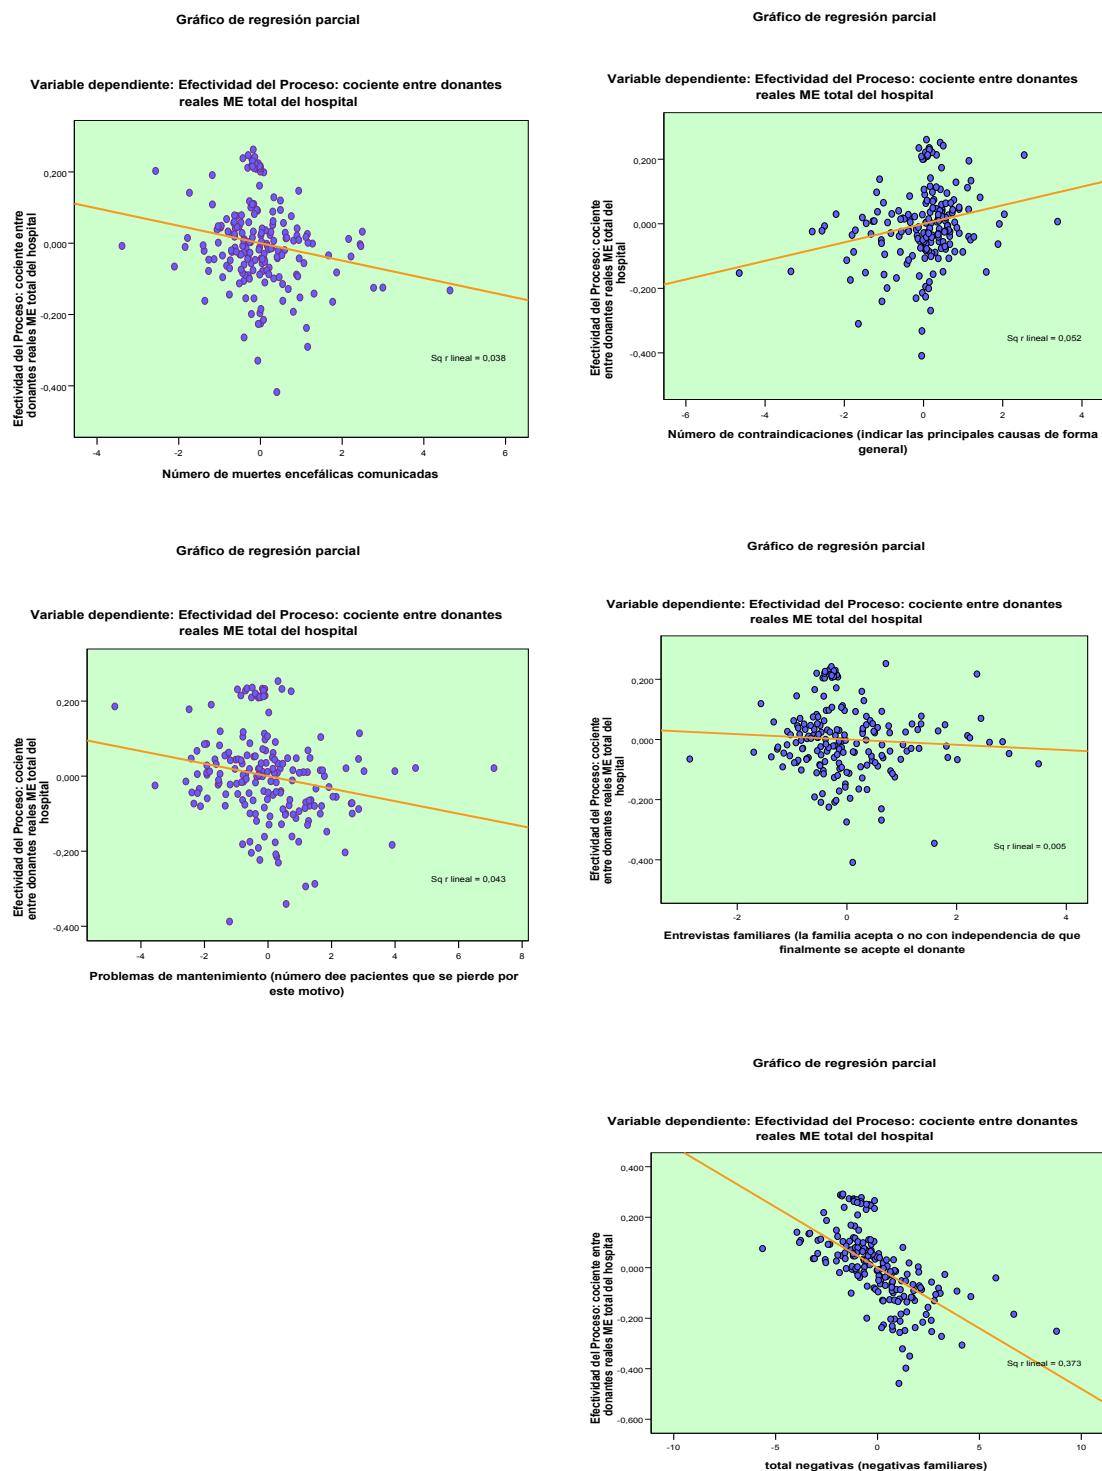 Gráfico de regresión parcial
Variable dependiente: Efectividad del Proceso: cociente entre donantes
reales ME total del hospital
Efectividad del Proceso: cociente entre
donantes reales ME total del hospital
0,200
0,000
-0,200
-0,400
Sq r lineal = 0,038
-4
-2
0
2
4
6
Número de muertes encefálicas comunicadas
Gráfico de regresión parcial
Variable dependiente: Efectividad del Proceso: cociente entre donantes
reales ME total del hospital
Efectividad del Proceso: cociente
entre donantes reales ME total del
hospital
0,200
0,000
-0,200
-0,400
Sq r lineal = 0,052
-6
-4
-2
0
2
4
Número de contraindicaciones (indicar las principales causas de forma
general)
Gráfico de regresión parcial
Variable dependiente: Efectividad del Proceso: cociente entre donantes
reales ME total del hospital
Efectividad del Proceso: cociente
entre donantes reales ME total del
hospital
0,200
0,000
-0,200
-0,400
Sq r lineal = 0,043
-4
-2
0
2
4
6
8
Problemas de mantenimiento (número dee pacientes que se pierde por
este motivo)
Gráfico de regresión parcial
Variable dependiente: Efectividad del Proceso: cociente entre donantes
reales ME total del hospital
Efectividad del Proceso: cociente
entre donantes reales ME total del
hospital
0,200
0,000
-0,200
-0,400
Sq r lineal = 0,005
-2
0
2
4
Entrevistas familiares (la familia acepta o no con independencia de que
finalmente se acepte el donante
Gráfico de regresión parcial
Variable dependiente: Efectividad del Proceso: cociente entre donantes
reales ME total del hospital
Efectividad del Proceso: cociente entre
donantes reales ME total del hospital
0,400
0,200
0,000
-0,200
-0,400
-0,600
Sq r lineal = 0,373
-10
-5
0
5
10
total negativas (negativas familiares)